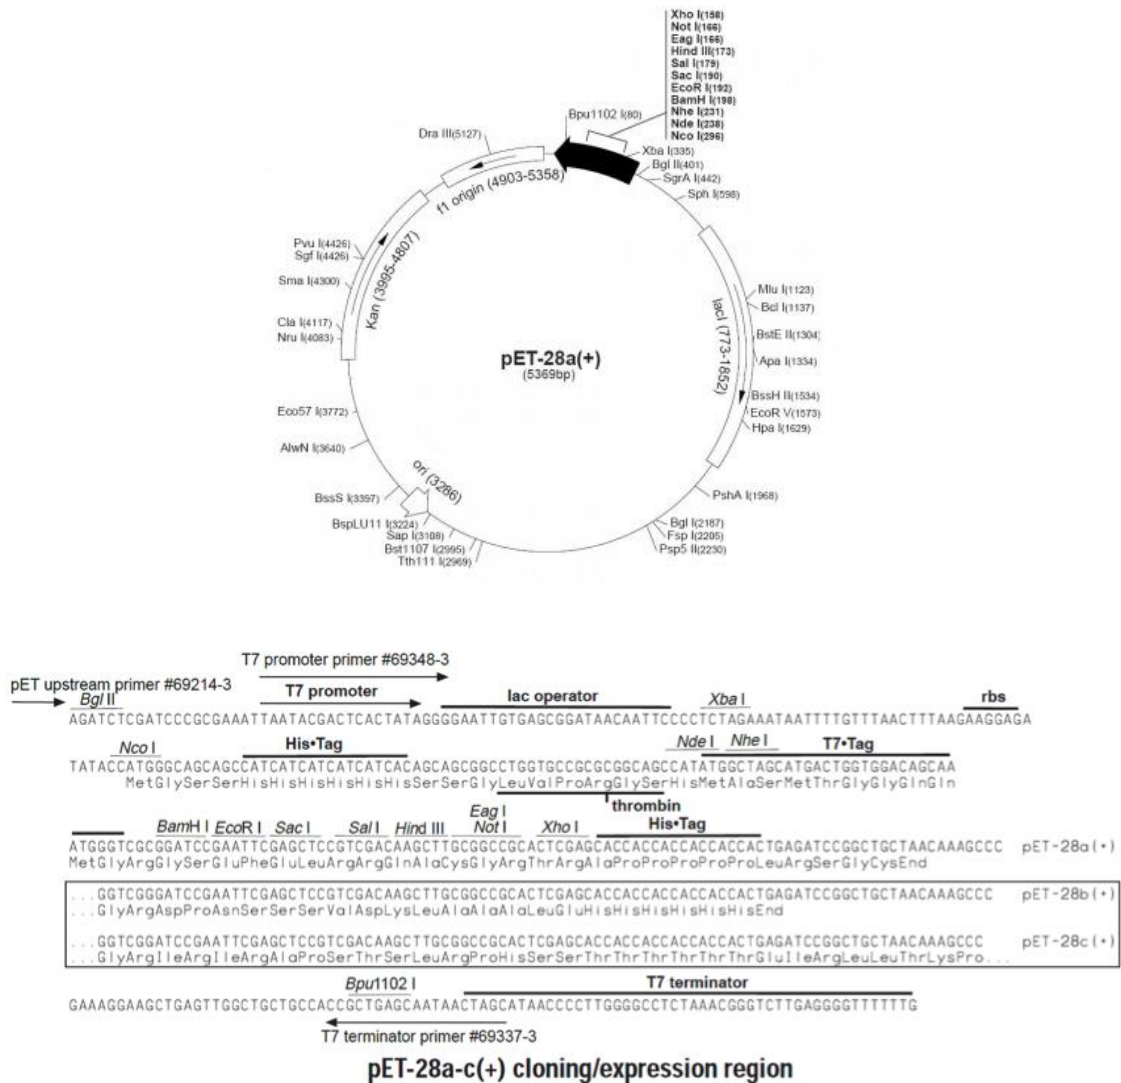 Xho I(158)
Not I(166)
Eag I(166)
Hind III(173)
Sal I(179)
Sac I(190)
EcoR I(192)
BamH I(198)
Nhe I(231)
Nde I(238)
Nco I(296)
Bpu1102 I(80)
Dra III(5127)
Xba I(335)
Bgl II(401)
SgrA I(442)
Sph I(598)
f1 origin (4903-5358)
Pvu I(4426)
Sgf I(4426)
Sma I(4300)
Kan (3995-4807)
Cla I(4117)
Nru I(4083)
Mlu I(1123)
Bcl I(1137)
BstE II(1304)
Apa I(1334)
lacI (773-1852)
pET-28a(+)
(5369bp)
BssH II(1534)
EcoR V(1573)
Hpa I(1629)
Eco57 I(3772)
AlwN I(3640)
ori (3286)
BssS I(3397)
PshA I(1968)
BspLU11 I(3224)
Sap I(3108)
Bst1107 I(2995)
Tth111 I(2969)
Bgl I(2187)
Fsp I(2205)
Psp5 II(2230)
T7 promoter primer #69348-3
pET upstream primer #69214-3
Bgl II T7 promoter lac operator Xba I rbs
AGATCTCGATCCCGCGAAATTAATACGACTCACTATAGGGGAATTGTGAGCGGATAACAATTCCCCTCTAGAAATAATTTTGTTTAACTTTAAGAAGGAGA
Nco I His•Tag Nde I Nhe I T7•Tag
TATACCATGGGCAGCAGCCATCATCATCATCATCACAGCAGCGGCCTGGTGCCGCGCGGCAGCCATATGGCTAGCATGACTGGTGGACAGCAA
MetGlySerSerHisHisHisHisHisHisSerSerGlyLeuValProArgGlySerHisMetAlaSerMetThrGlyGlyGlnGln
thrombin
BamH I EcoR I Sac I Sal I Hind III Eag I Not I Xho I His•Tag
ATGGGTCGCGGATCCGAATTCGAGCTCCGTCGACAAGCTTGCGGCCGCACTCGAGCACCACCACCACCACCACTGAGATCCGGCTGCTAACAAAGCCC pET-28a(+)
MetGlyArgGlySerGluPheGluLeuArgArgGlnAlaCysGlyArgThrArgAlaProProProProProLeuArgSerGlyCysEnd
...GGTCGGGATCCGAATTCGAGCTCCGTCGACAAGCTTGCGGCCGCACTCGAGCACCACCACCACCACCACTGAGATCCGGCTGCTAACAAAGCCC pET-28b(+)
...GlyArgAspProAsnSerSerSerValAspLysLeuAlaAlaAlaLeuGluHisHisHisHisHisHisEnd
...GGTCGGATCCGAATTCGAGCTCCGTCGACAAGCTTGCGGCCGCACTCGAGCACCACCACCACCACCACTGAGATCCGGCTGCTAACAAAGCCC pET-28c(+)
...GlyArgIleArgIleArgAlaProSerThrSerLeuArgProHisSerSerThrThrThrThrThrThrGluIleArgLeuLeuThrLysPro...
Bpu1102 I T7 terminator
GAAAGGAAGCTGAGTTGGCTGCTGCCACCGCTGAGCAATAACTAGCATAACCCCTTGGGGCCTCTAAACGGGTCTTGAGGGGTTTTTTG
T7 terminator primer #69337-3
pET-28a-c(+) cloning/expression region